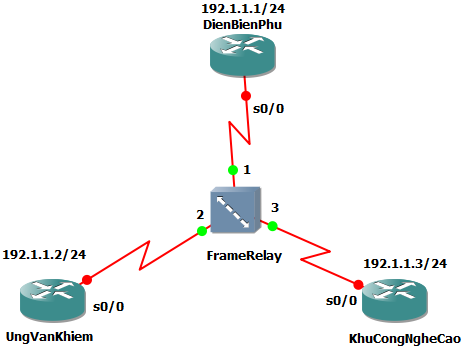 192.1.1.1/24
DienBienPhu
s0/0
1
2
3
FrameRelay
192.1.1.2/24
s0/0
UngVanKhiem
192.1.1.3/24
s0/0
KhuCongNgheCao